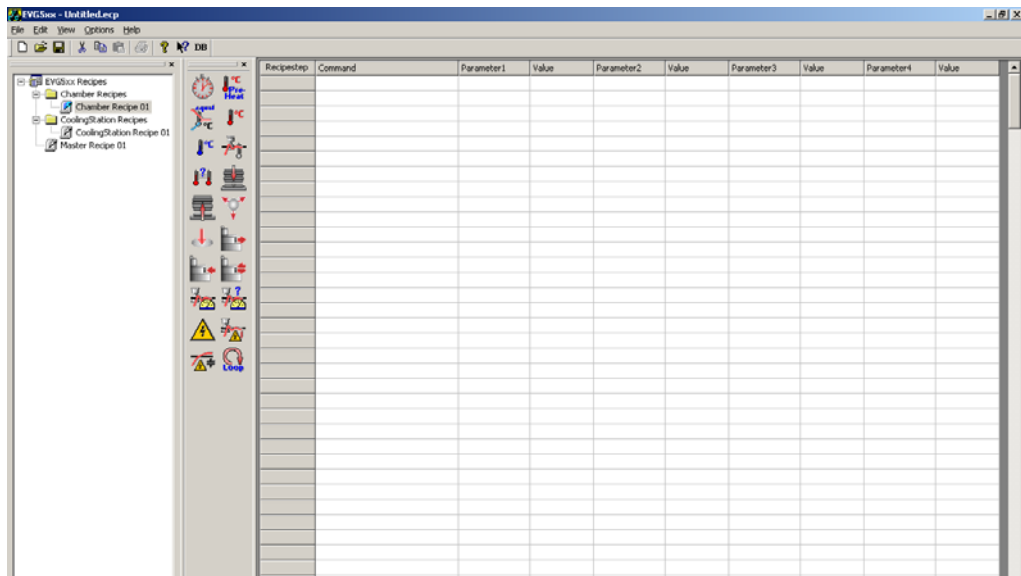 EVG5xx - Untitled.ecp
File Edit View Options Help
DB
EVG5xx Recipes
Chamber Recipes
Chamber Recipe 01
CoolingStation Recipes
CoolingStation Recipe 01
Master Recipe 01
°C
Pre-
Heat
equal
°C
°C
°C
?
?
Loop
Recipestep Command Parameter1 Value Parameter2 Value Parameter3 Value Parameter4 Value